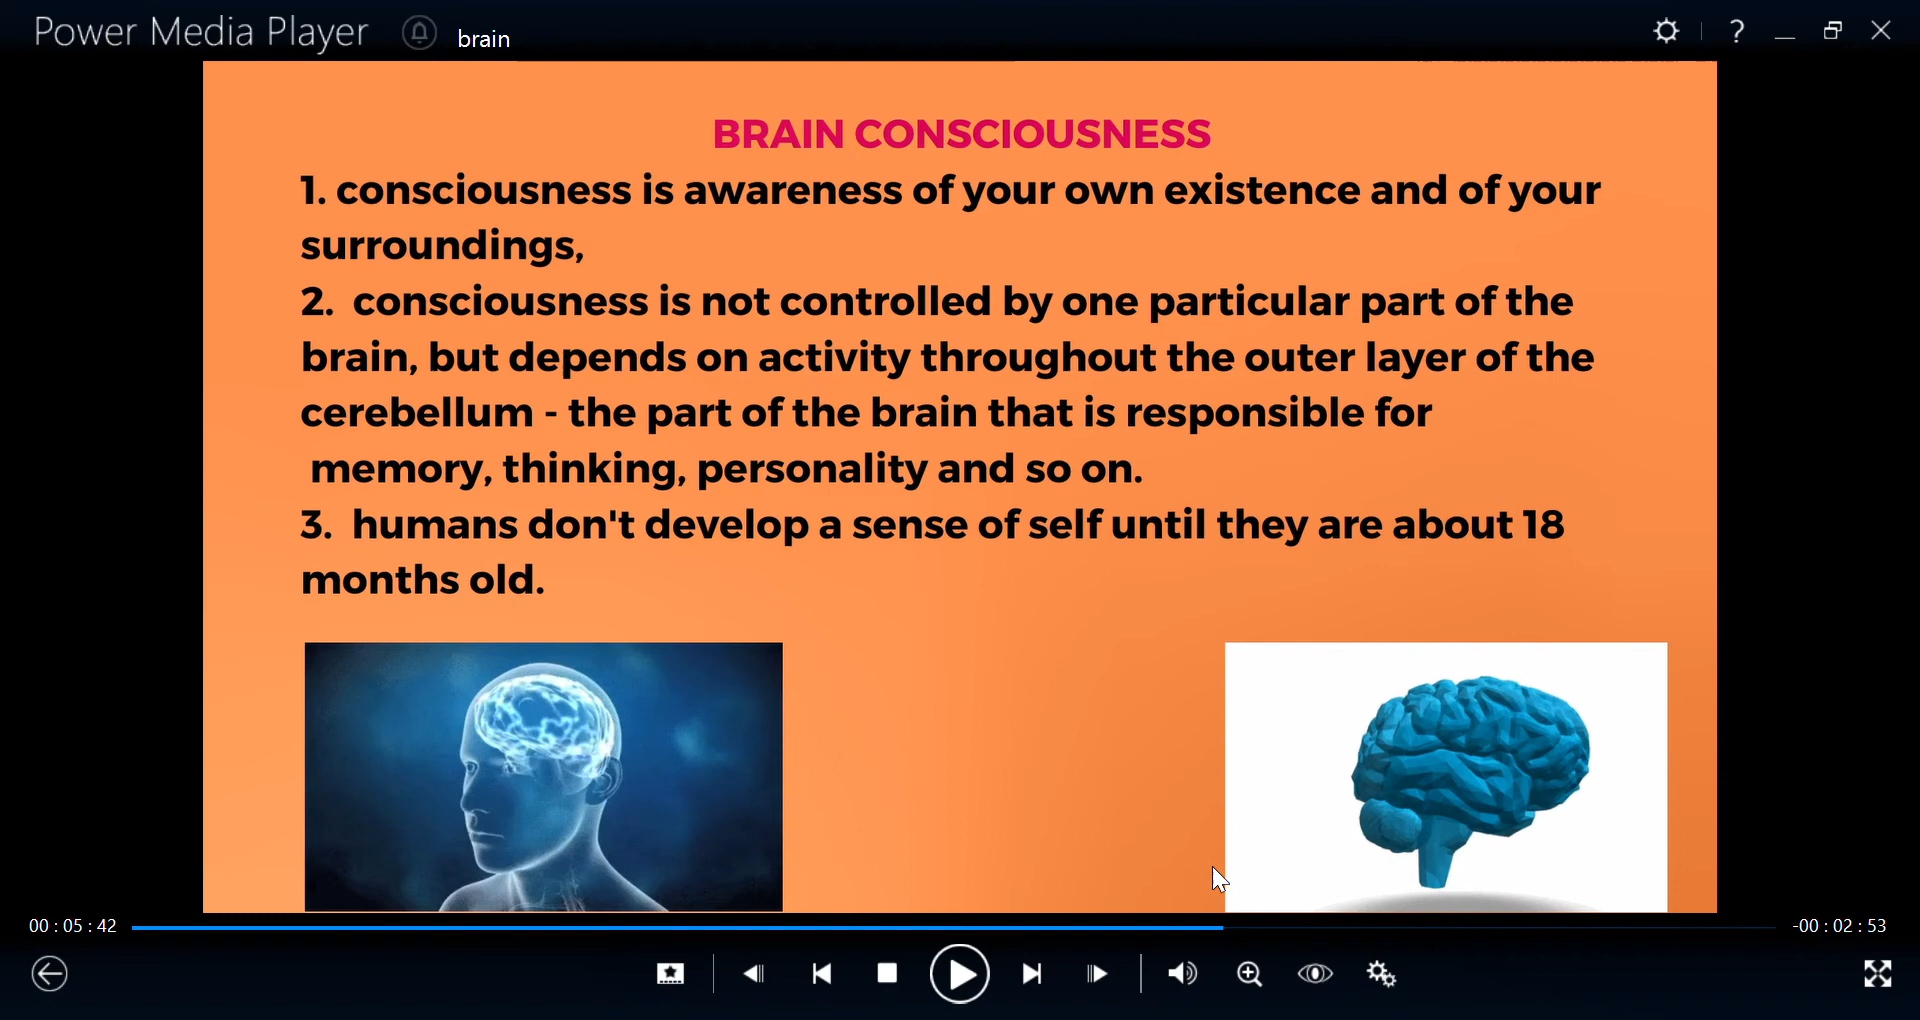 Power Media Player
brain
?
BRAIN CONSCIOUSNESS
1. consciousness is awareness of your own existence and of your
surroundings,
2. consciousness is not controlled by one particular part of the
brain, but depends on activity throughout the outer layer of the
cerebellum - the part of the brain that is responsible for
memory, thinking, personality and so on.
3. humans don't develop a sense of self until they are about 18
months old.
00 : 05 : 42
-00 : 02 : 53